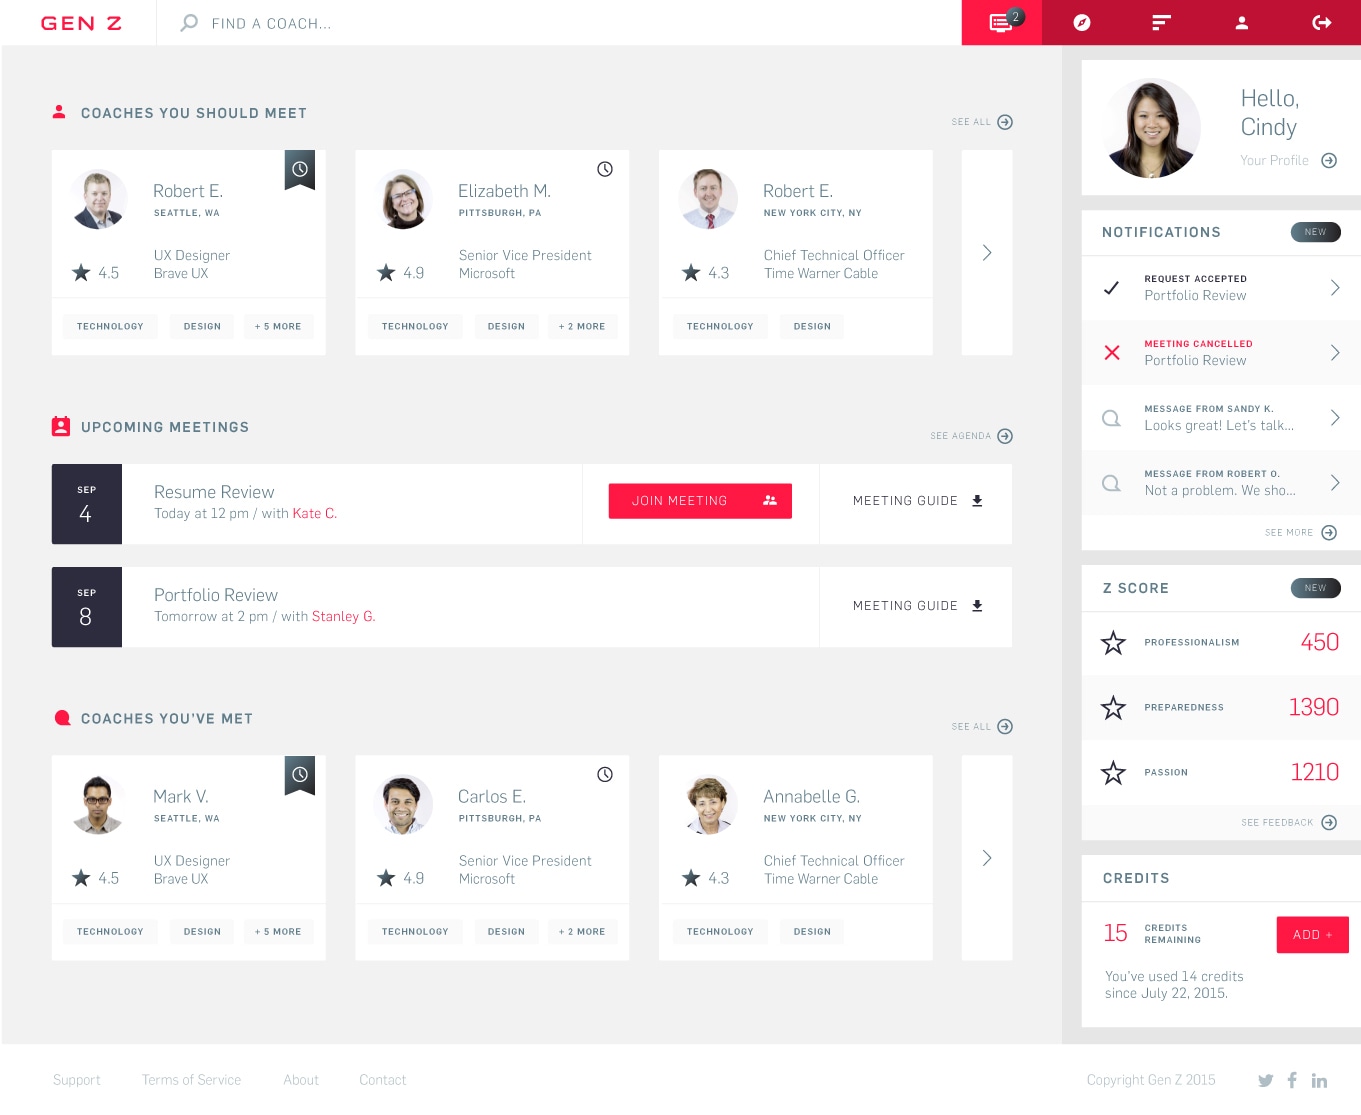 GEN Z
FIND A COACH...
2
COACHES YOU SHOULD MEET
SEE ALL
Robert E.
SEATTLE, WA
4.5
UX Designer
Brave UX
TECHNOLOGY
DESIGN
+ 5 MORE
Elizabeth M.
PITTSBURGH, PA
4.9
Senior Vice President
Microsoft
TECHNOLOGY
DESIGN
+ 2 MORE
Robert E.
NEW YORK CITY, NY
4.3
Chief Technical Officer
Time Warner Cable
TECHNOLOGY
DESIGN
UPCOMING MEETINGS
SEE AGENDA
SEP
4
Resume Review
Today at 12 pm / with Kate C.
JOIN MEETING
MEETING GUIDE
SEP
8
Portfolio Review
Tomorrow at 2 pm / with Stanley G.
MEETING GUIDE
COACHES YOU'VE MET
SEE ALL
Mark V.
SEATTLE, WA
4.5
UX Designer
Brave UX
TECHNOLOGY
DESIGN
+ 5 MORE
Carlos E.
PITTSBURGH, PA
4.9
Senior Vice President
Microsoft
TECHNOLOGY
DESIGN
+ 2 MORE
Annabelle G.
NEW YORK CITY, NY
4.3
Chief Technical Officer
Time Warner Cable
TECHNOLOGY
DESIGN
Hello,
Cindy
Your Profile
NOTIFICATIONS
NEW
REQUEST ACCEPTED
Portfolio Review
MEETING CANCELLED
Portfolio Review
MESSAGE FROM SANDY K.
Looks great! Let's talk...
MESSAGE FROM ROBERT O.
Not a problem. We sho...
SEE MORE
Z SCORE
NEW
PROFESSIONALISM
450
PREPAREDNESS
1390
PASSION
1210
SEE FEEDBACK
CREDITS
15
CREDITS
REMAINING
ADD +
You've used 14 credits
since July 22, 2015.
Support
Terms of Service
About
Contact
Copyright Gen Z 2015